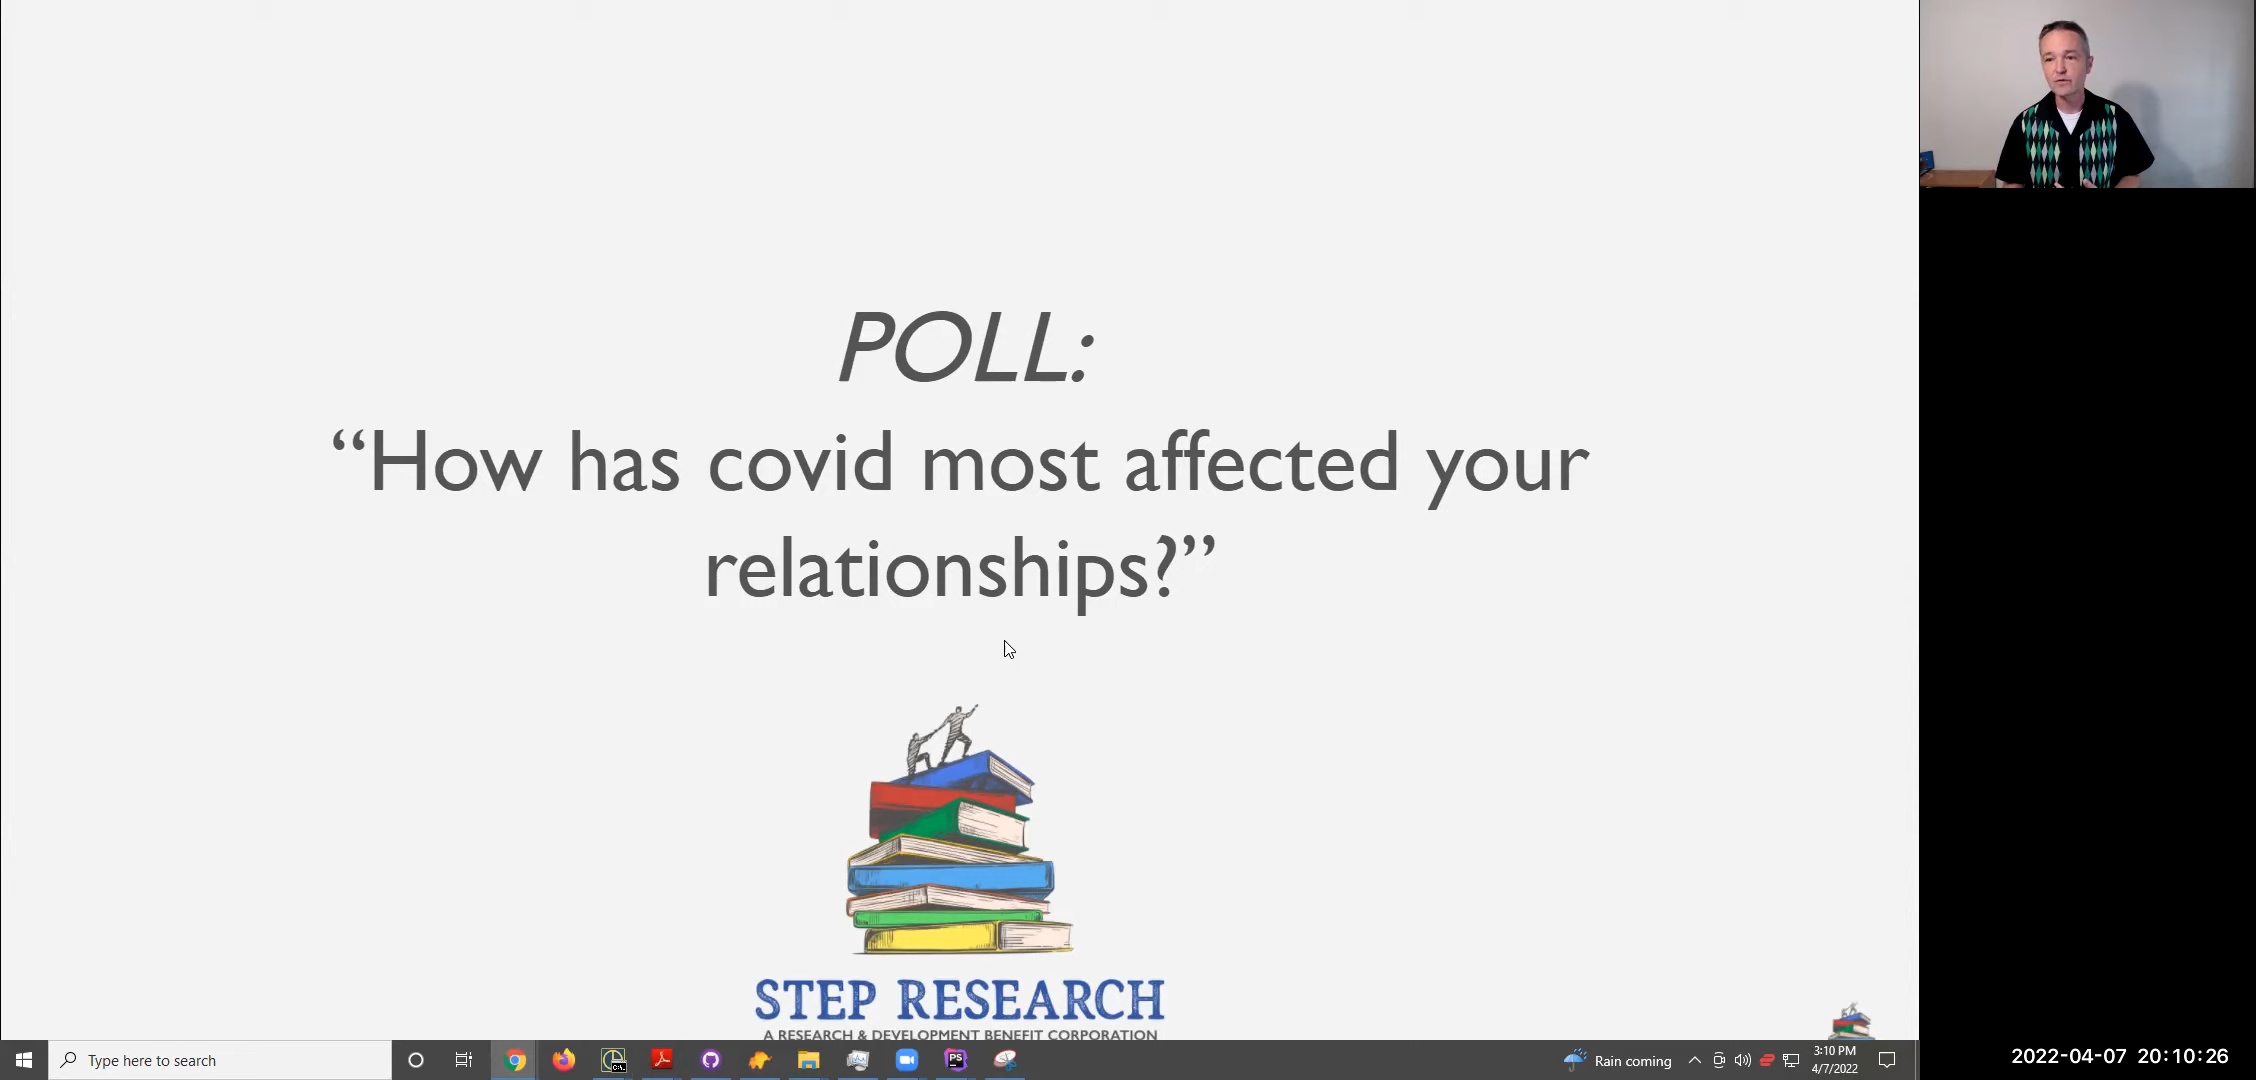 POLL:
“How has covid most affected your
relationships?”
STEP RESEARCH
A RESEARCH & DEVELOPMENT BENEFIT CORPORATION
Type here to search
C:\.
PS
Rain coming
3:10 PM
4/7/2022
2022-04-07 20:10:26